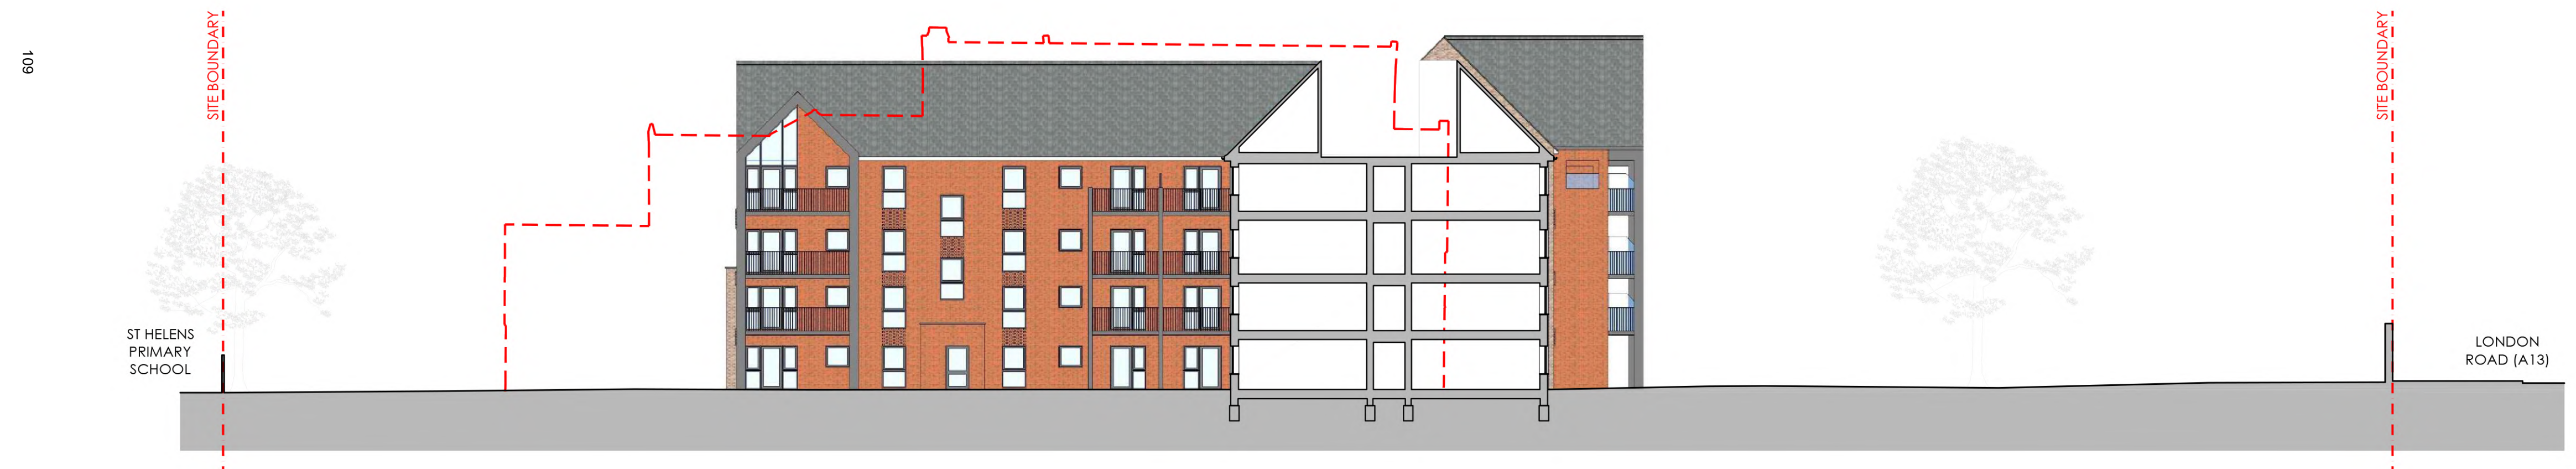 109
SITE BOUNDARY
ST HELENS
PRIMARY
SCHOOL
SITE BOUNDARY
LONDON
ROAD (A13)